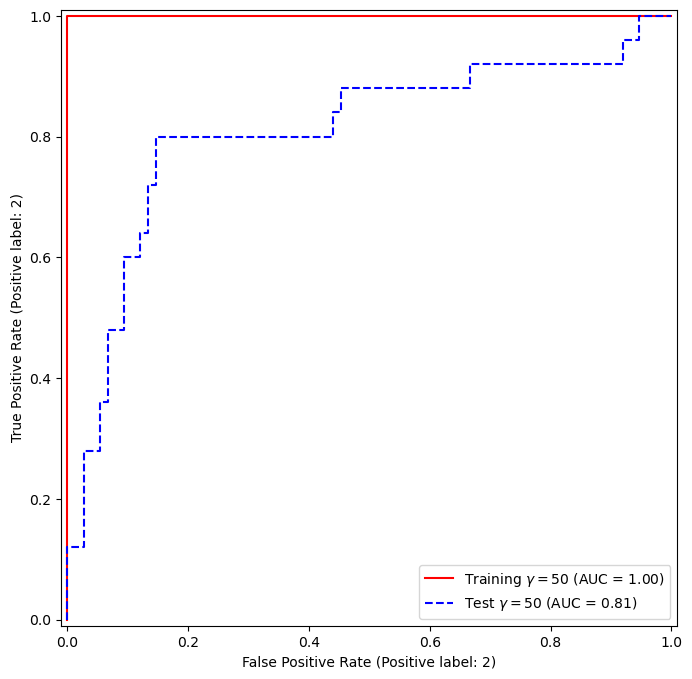 1.0
0.8
0.6
0.4
0.2
0.0
True Positive Rate (Positive label: 2)
Training γ = 50 (AUC = 1.00)
Test γ = 50 (AUC = 0.81)
0.0 0.2 0.4 0.6 0.8 1.0
False Positive Rate (Positive label: 2)